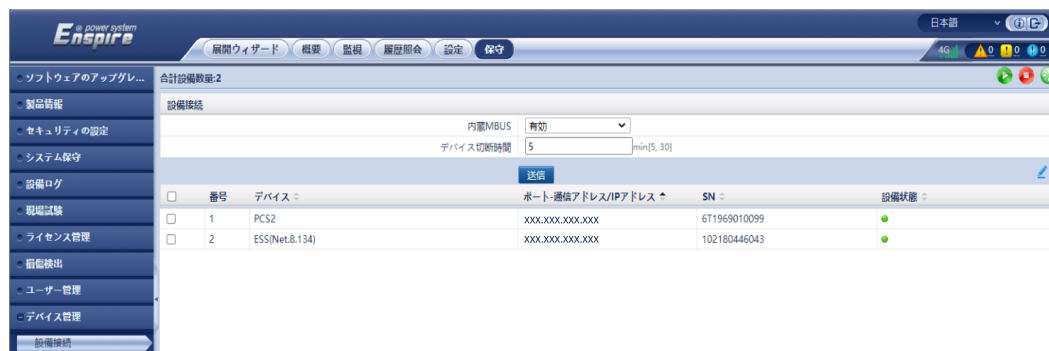 e power system
Enspire
日本語
展開ウィザード 概要 監視 履歴照会 設定 保守
4G 0 0 0
ソフトウェアのアップグレ...
製品情報
セキュリティの設定
システム保守
設備ログ
現場試験
ライセンス管理
損傷検出
ユーザー管理
デバイス管理
設備接続
合計設備数量:2
設備接続
内蔵MBUS 有効
デバイス切断時間 5 min[5, 30]
送信
番号 デバイス ポート-通信アドレス/IPアドレス SN 設備状態
1 PCS2 xxx.xxx.xxx.xxx 6T1969010099
2 ESS(Net.8.134) xxx.xxx.xxx.xxx 102180446043